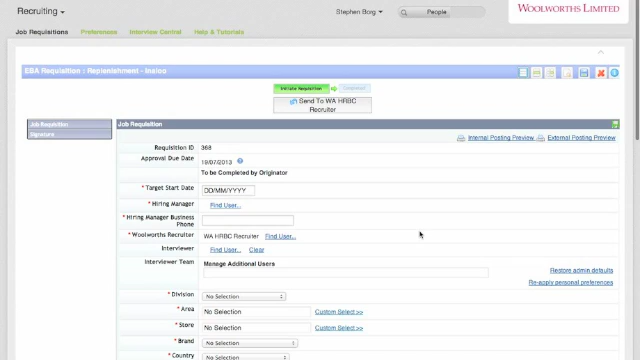 Recruiting
Stephen Borg
People
WOOLWORTHS LIMITED
Job Requisitions
Preferences
Interview Central
Help & Tutorials
EBA Requisition : Replenishment - Inaloo
Initiate Requisition
Completed
Send To WA HRBC
Recruiter
Job Requisition
Signature
Job Requisition
Internal Posting Preview
External Posting Preview
Requisition ID 368
Approval Due Date 19/07/2013
To be Completed by Originator
* Target Start Date DD/MM/YYYY
* Hiring Manager Find User...
* Hiring Manager Business
Phone
* Woolworths Recruiter WA HRBC Recruiter Find User...
Interviewer Find User... Clear
Interviewer Team Manage Additional Users
Restore admin defaults
Re-apply personal preferences
* Division No Selection
* Area No Selection Custom Select >>
* Store No Selection Custom Select >>
* Brand No Selection
* Country No Selection